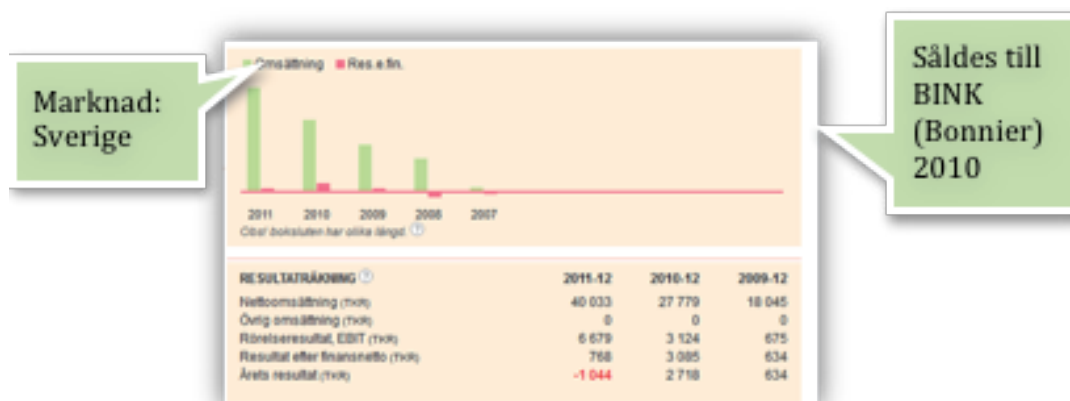 Marknad:
Sverige
Såldes till
BINK
(Bonnier)
2010
Omsättning Res.e.fin.
2011 2010 2009 2008 2007
Obs! boksluten har olika längd. ?
RESULTATRÄKNING ? 2011-12 2010-12 2009-12
Nettoomsättning (TKR) 40 033 27 779 18 045
Övrig omsättning (TKR) 0 0 0
Rörelseresultat, EBIT (TKR) 6 679 3 124 675
Resultat efter finansnetto (TKR) 768 3 085 634
Årets resultat (TKR) -1 044 2 718 634